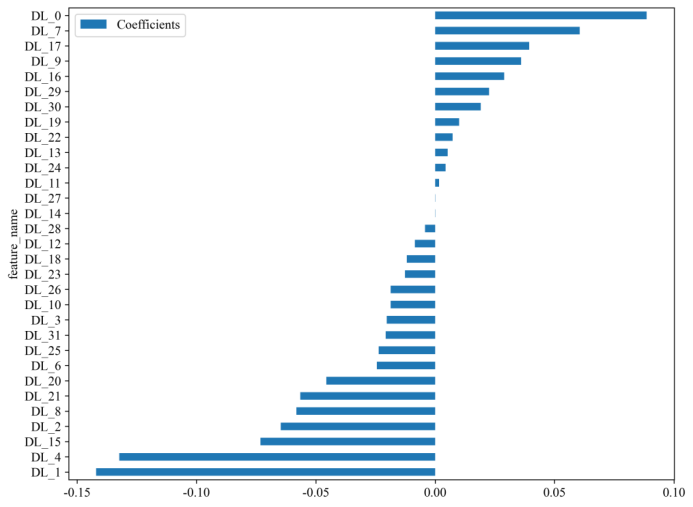 Coefficients
DL_0
DL_7
DL_17
DL_9
DL_16
DL_29
DL_30
DL_19
DL_22
DL_13
DL_24
DL_11
DL_27
DL_14
DL_28
DL_12
DL_18
DL_23
DL_26
DL_10
DL_3
DL_31
DL_25
DL_6
DL_20
DL_21
DL_8
DL_2
DL_15
DL_4
DL_1
feature_name
-0.15 -0.10 -0.05 0.00 0.05 0.10